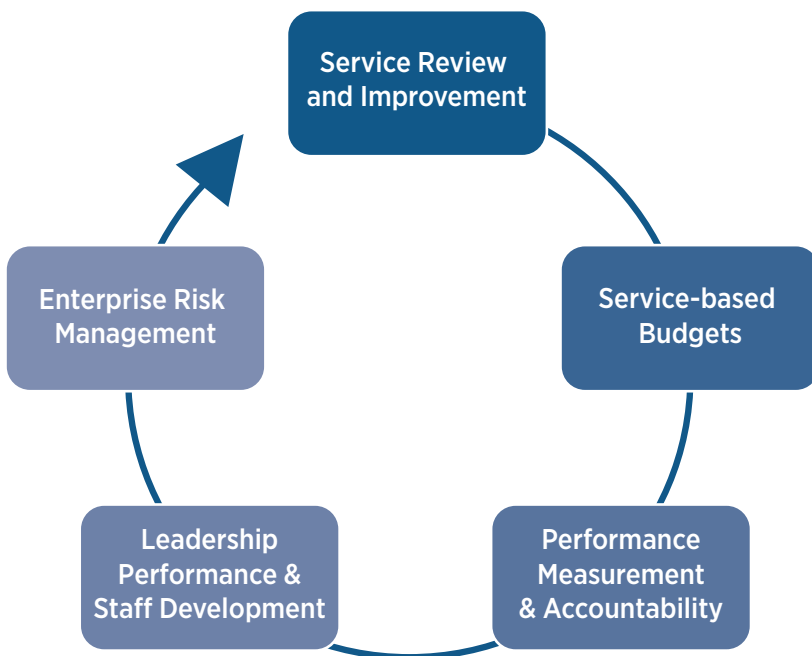 Service Review
and Improvement
Service-based
Budgets
Performance
Measurement
& Accountability
Leadership
Performance &
Staff Development
Enterprise Risk
Management